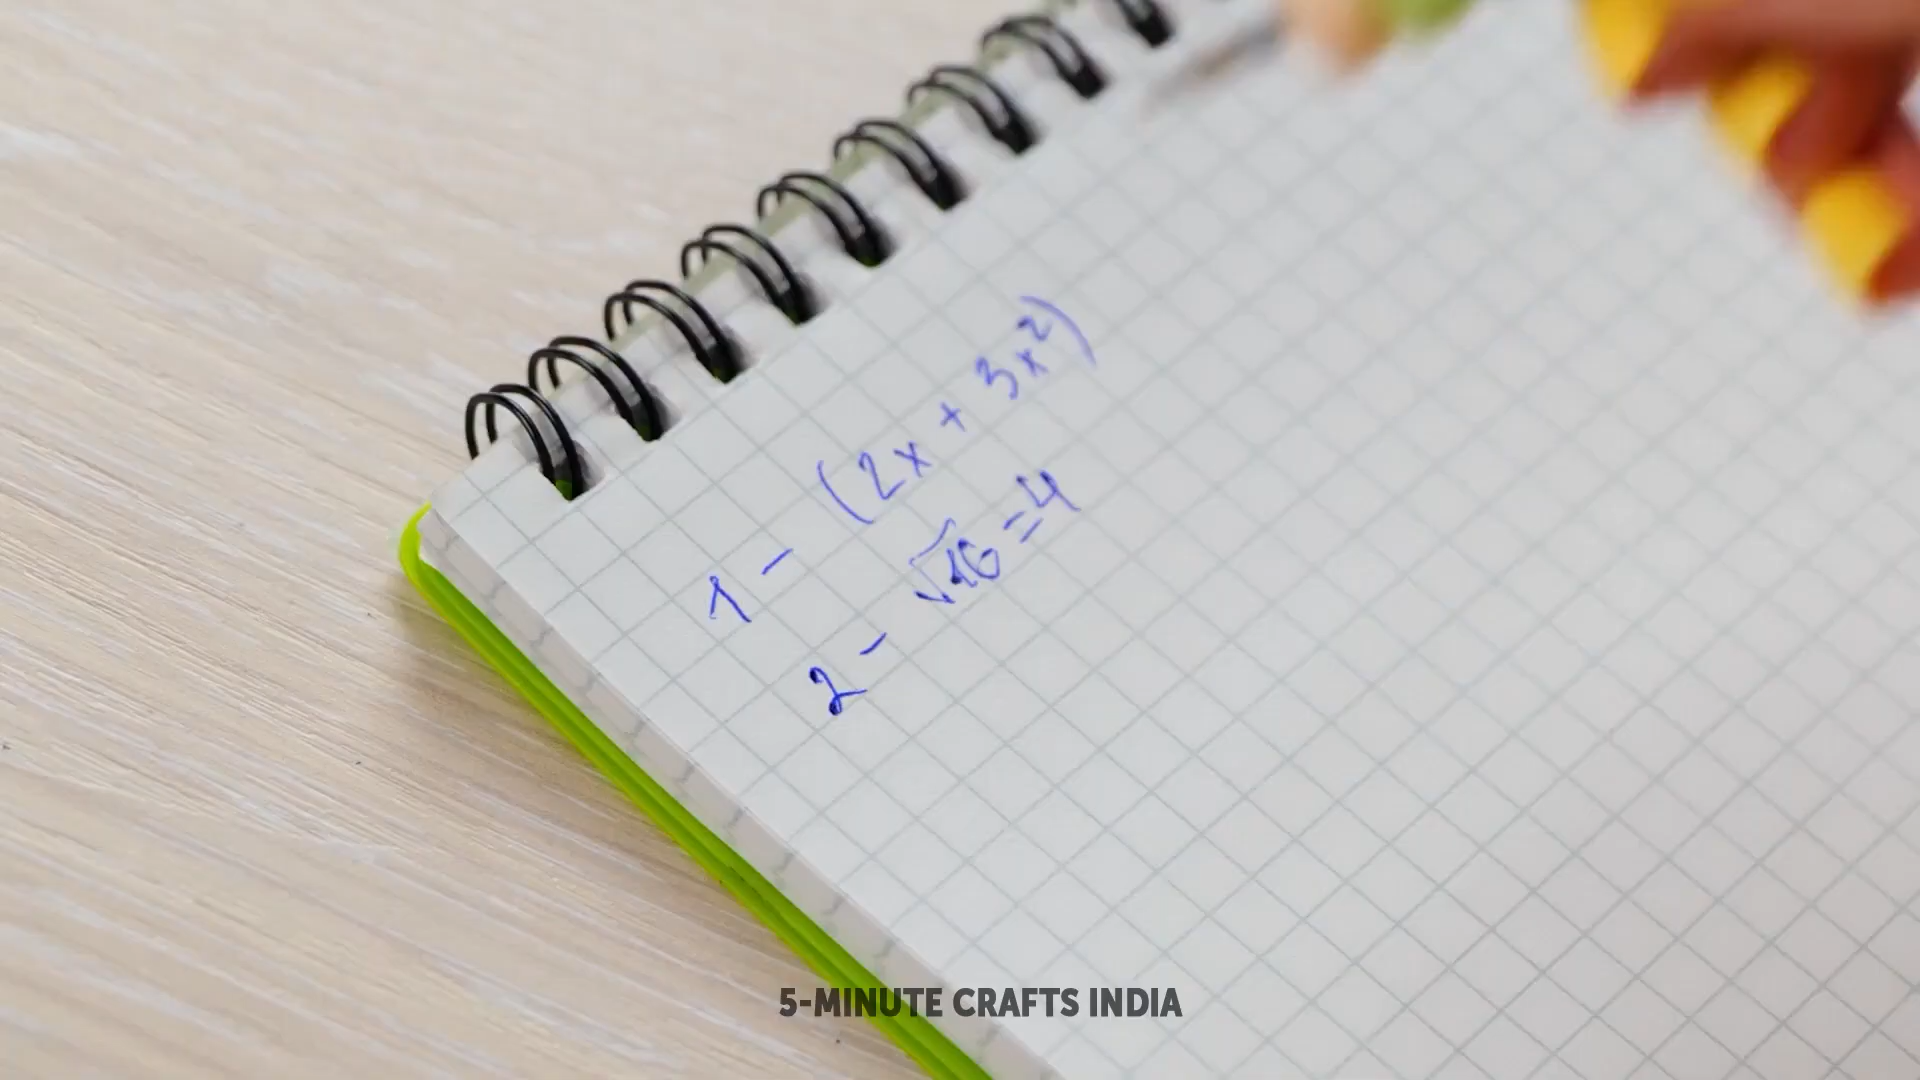 1 - (2x + 3x²)
2 - √16 = 4
5-MINUTE CRAFTS INDIA